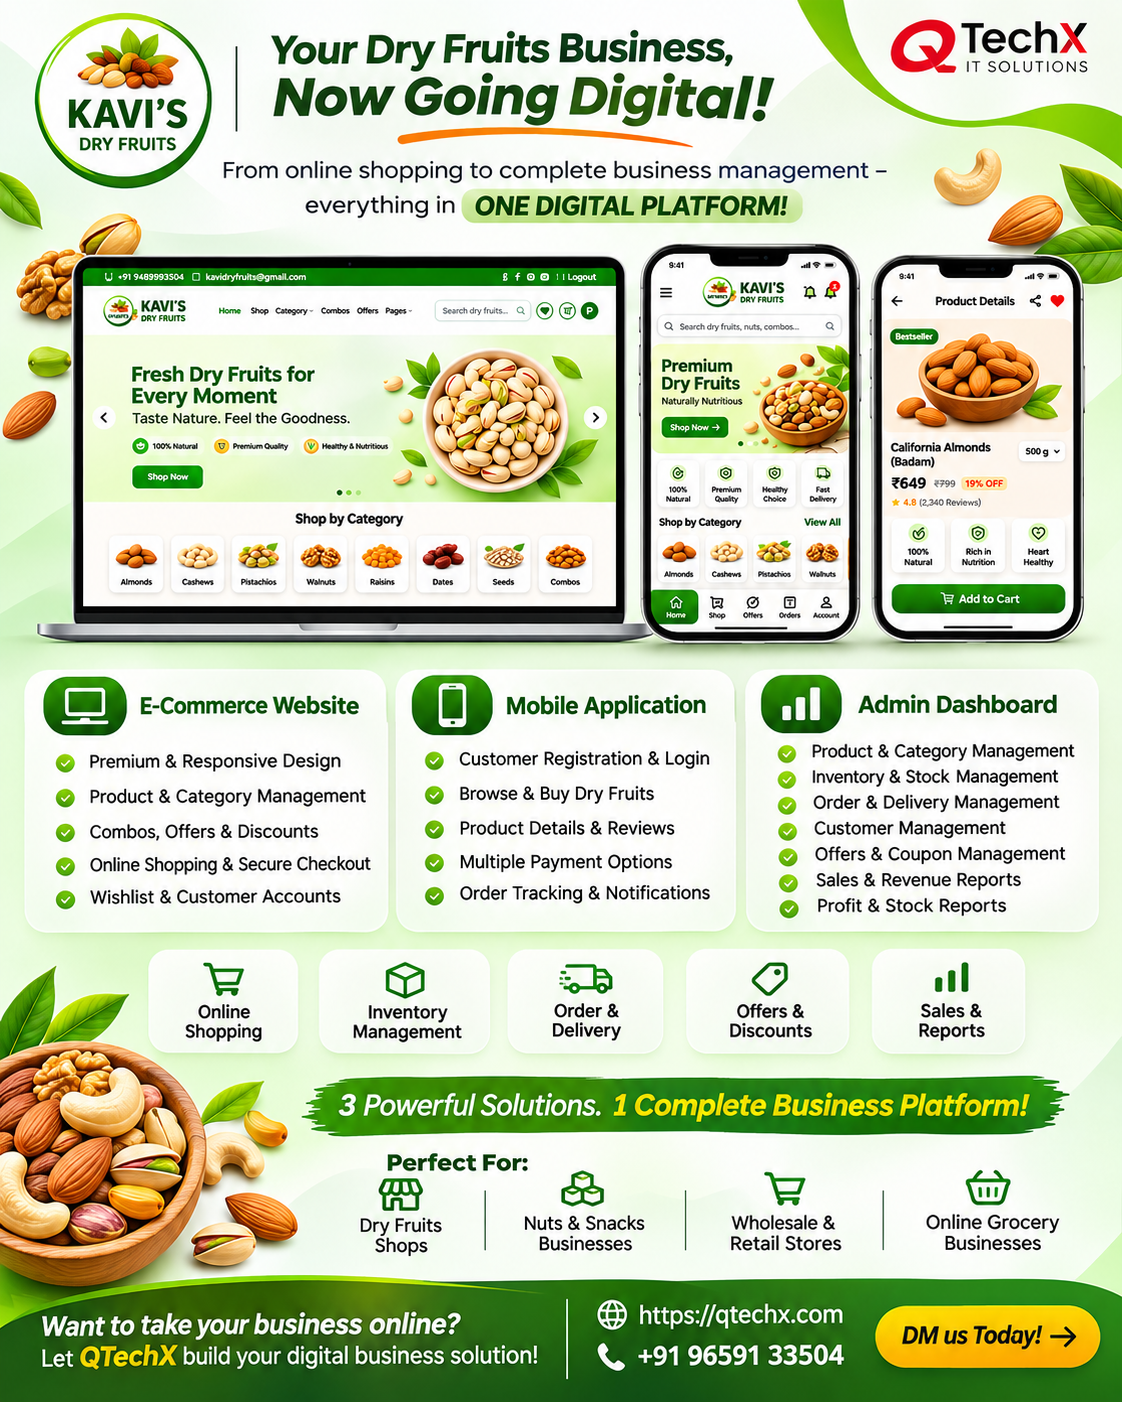 KAVI'S
DRY FRUITS
Your Dry Fruits Business,
Now Going Digital!
QTechX
IT SOLUTIONS
From online shopping to complete business management –
everything in ONE DIGITAL PLATFORM!
+91 9489993504 kavidryfruits@gmail.com Logout
KAVI'S
DRY FRUITS
Home Shop Category Combos Offers Pages
Search dry fruits...
P
Fresh Dry Fruits for
Every Moment
Taste Nature. Feel the Goodness.
100% Natural Premium Quality Healthy & Nutritious
Shop Now
Shop by Category
Almonds Cashews Pistachios Walnuts Raisins Dates Seeds Combos
9:41
KAVI'S
DRY FRUITS
Search dry fruits, nuts, combos...
Premium
Dry Fruits
Naturally Nutritious
Shop Now →
100%
Natural
Premium
Quality
Healthy
Choice
Fast
Delivery
Shop by Category View All
Almonds Cashews Pistachios Walnuts
Home Shop Offers Orders Account
9:41
Product Details
Bestseller
California Almonds
(Badam)
500 g
₹649 ₹799 19% OFF
4.8 (2,340 Reviews)
100%
Natural
Rich in
Nutrition
Heart
Healthy
Add to Cart
E-Commerce Website
Premium & Responsive Design
Product & Category Management
Combos, Offers & Discounts
Online Shopping & Secure Checkout
Wishlist & Customer Accounts
Mobile Application
Customer Registration & Login
Browse & Buy Dry Fruits
Product Details & Reviews
Multiple Payment Options
Order Tracking & Notifications
Admin Dashboard
Product & Category Management
Inventory & Stock Management
Order & Delivery Management
Customer Management
Offers & Coupon Management
Sales & Revenue Reports
Profit & Stock Reports
Online
Shopping
Inventory
Management
Order &
Delivery
Offers &
Discounts
Sales &
Reports
3 Powerful Solutions. 1 Complete Business Platform!
Perfect For:
Dry Fruits
Shops
Nuts & Snacks
Businesses
Wholesale &
Retail Stores
Online Grocery
Businesses
Want to take your business online?
Let QTechX build your digital business solution!
https://qtechx.com
+91 96591 33504
DM us Today! →